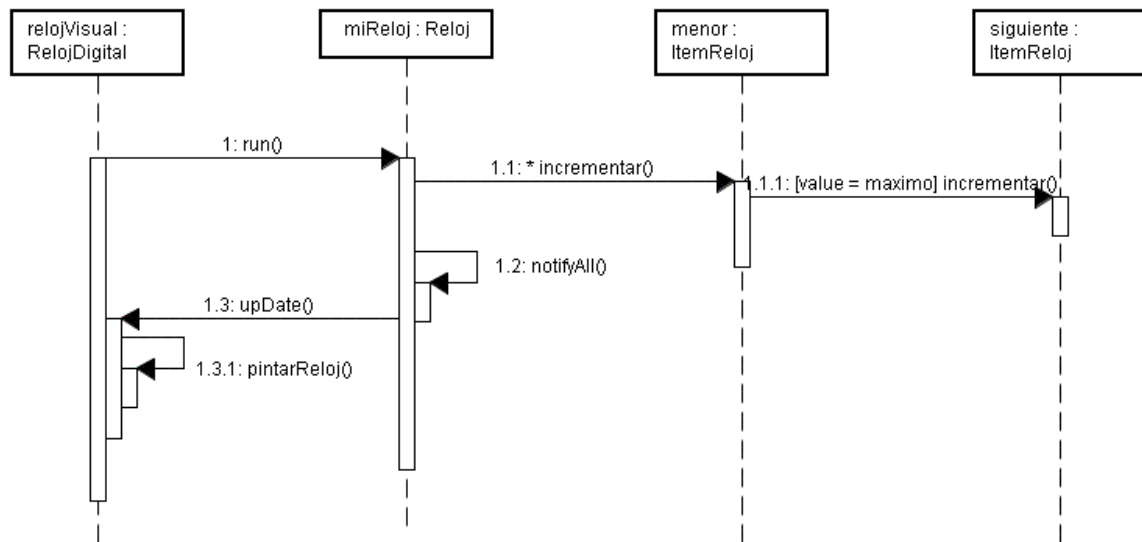 relojVisual :
RelojDigital
miReloj : Reloj
menor :
ItemReloj
siguiente :
ItemReloj
1: run()
1.1: * incrementar()
1.1.1: [value = maximo] incrementar()
1.2: notifyAll()
1.3: upDate()
1.3.1: pintarReloj()